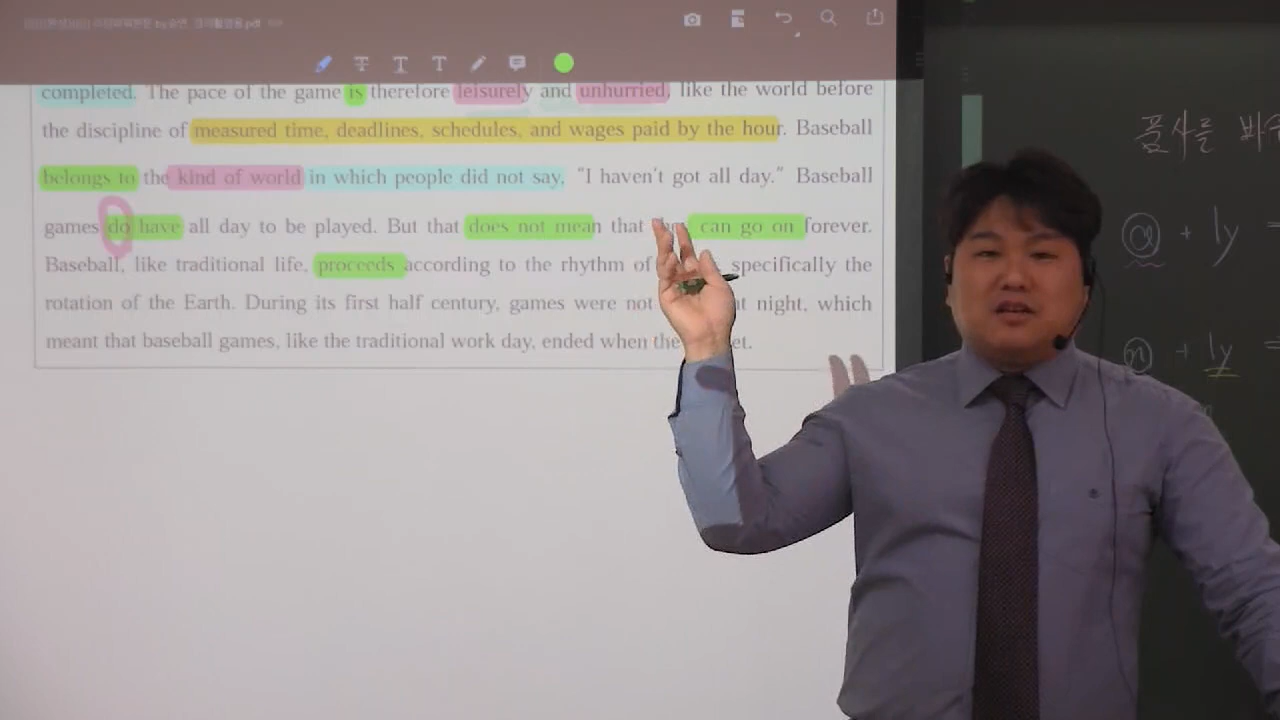 completed. The pace of the game is therefore leisurely and unhurried, like the world before
the discipline of measured time, deadlines, schedules, and wages paid by the hour. Baseball
belongs to the kind of world in which people did not say, "I haven't got all day." Baseball
games do have all day to be played. But that does not mean that can go on forever.
Baseball, like traditional life, proceeds according to the rhythm of specifically the
rotation of the Earth. During its first half century, games were not night, which
meant that baseball games, like the traditional work day, ended when the
품사를
ⓐ + ly =
ⓝ + ly =